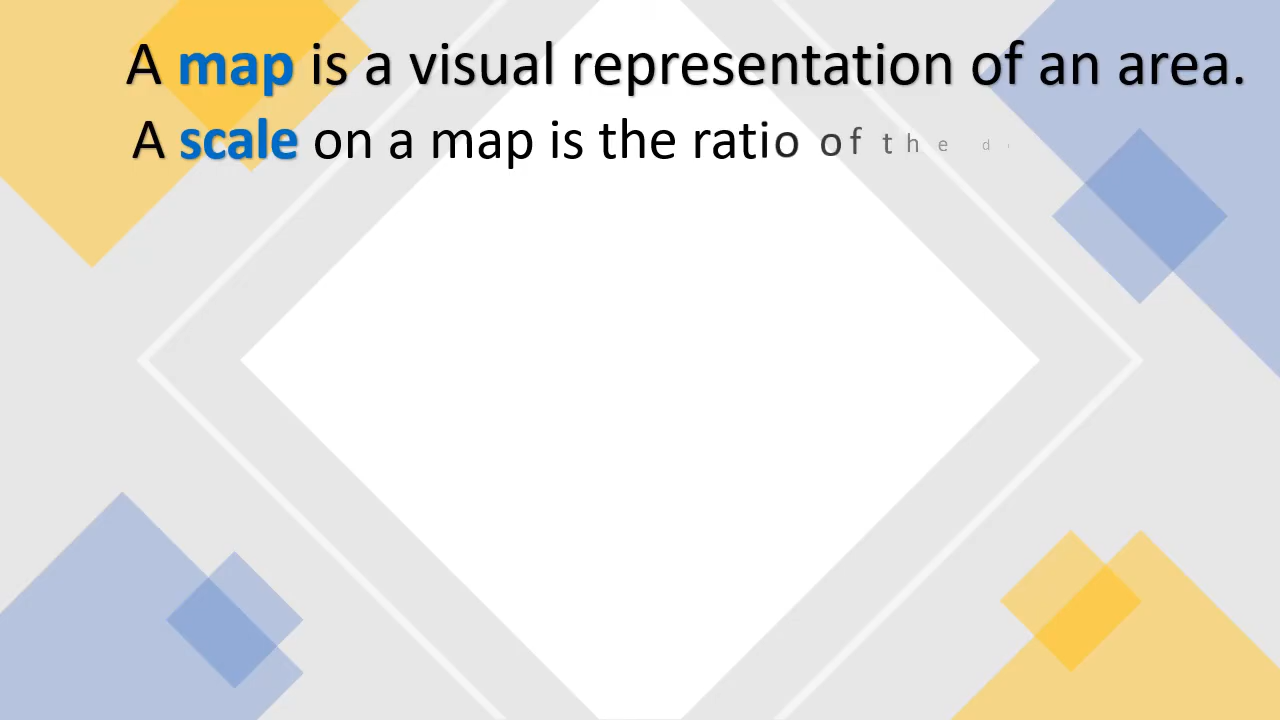 A map is a visual representation of an area.
A scale on a map is the ratio of the